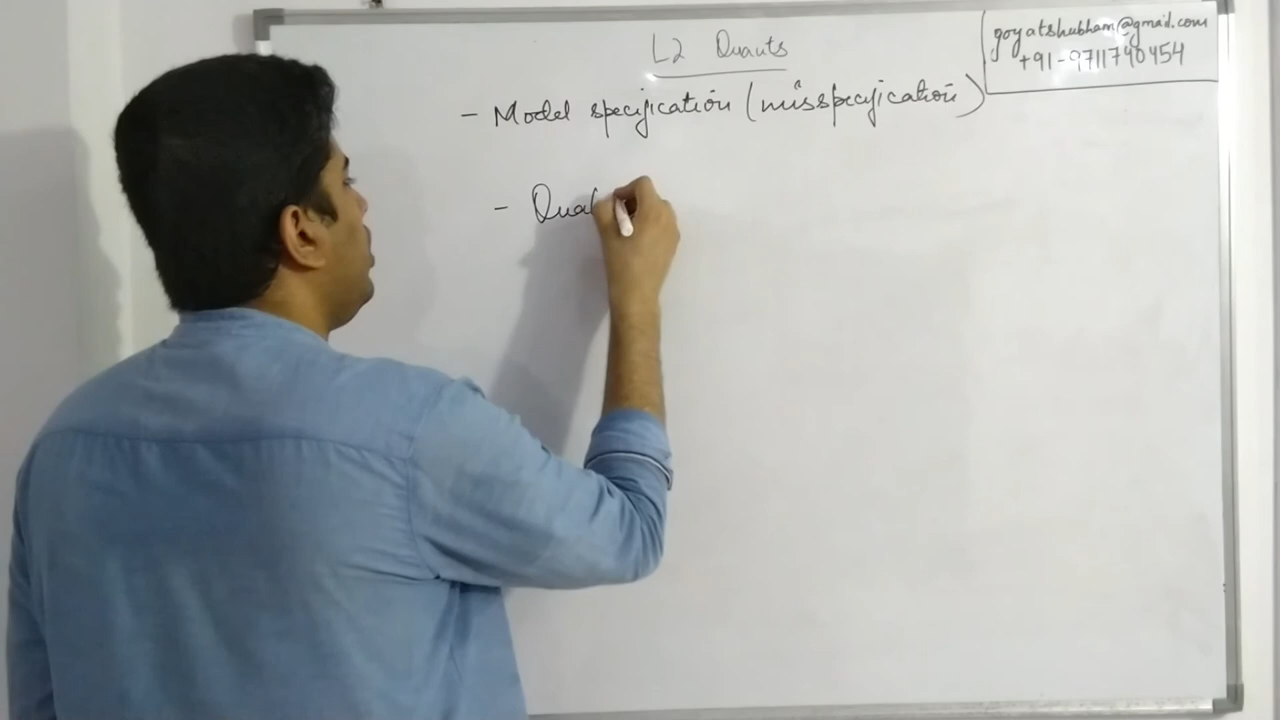 L2 Quants
goyatshubham@gmail.com
+91-9711740454
- Model specification (misspecification)
- Qual